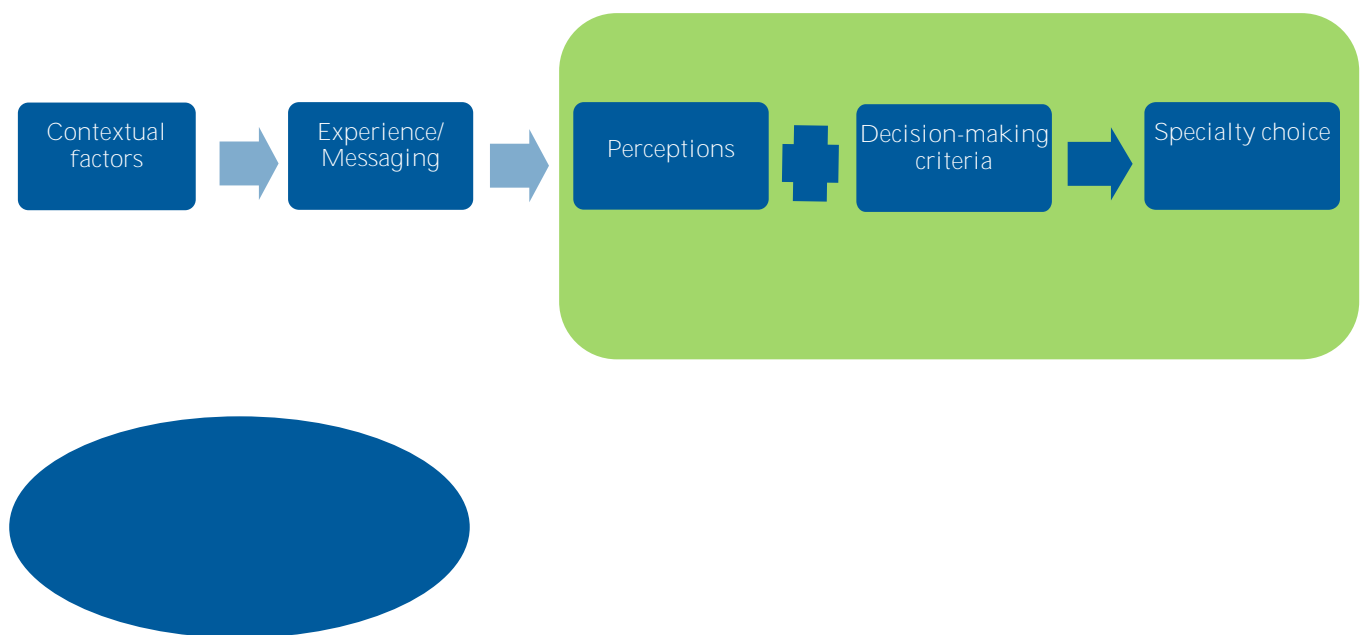 Contextual
factors
Experience/
Messaging
Perceptions
Decision-making
criteria
Specialty choice